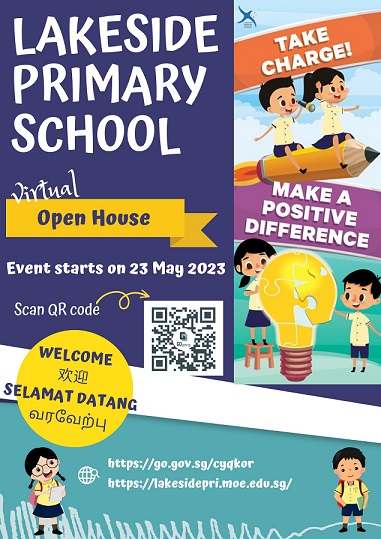 LAKESIDE
PRIMARY
SCHOOL
TAKE
CHARGE!
Virtual
Open House
MAKE A
POSITIVE
DIFFERENCE
Event starts on 23 May 2023
Scan QR code
WELCOME
欢迎
SELAMAT DATANG
வரவேற்பு
https://go.gov.sg/cyqkor
https://lakesidepri.moe.edu.sg/